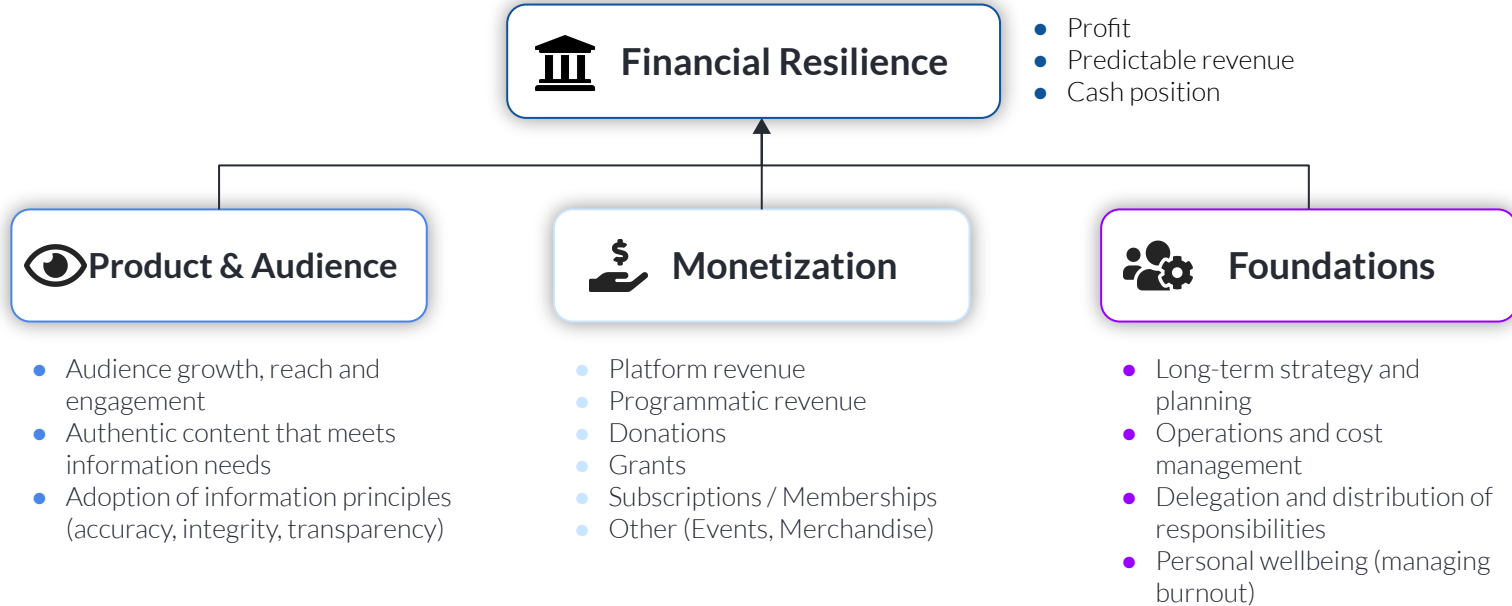 Financial Resilience
● Profit
● Predictable revenue
● Cash position
Product & Audience
● Audience growth, reach and
engagement
● Authentic content that meets
information needs
● Adoption of information principles
(accuracy, integrity, transparency)
$
Monetization
● Platform revenue
● Programmatic revenue
● Donations
● Grants
● Subscriptions / Memberships
● Other (Events, Merchandise)
Foundations
● Long-term strategy and
planning
● Operations and cost
management
● Delegation and distribution of
responsibilities
● Personal wellbeing (managing
burnout)